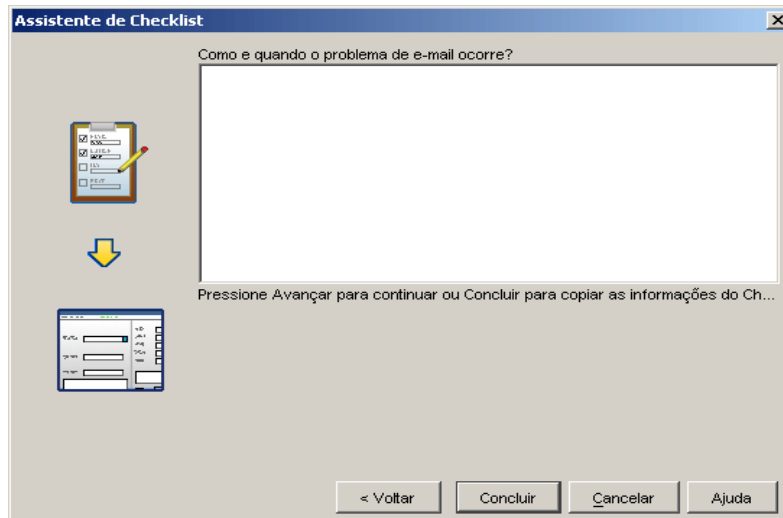 Assistente de Checklist
Como e quando o problema de e-mail ocorre?
Pressione Avançar para continuar ou Concluir para copiar as informações do Ch...
< Voltar
Concluir
Cancelar
Ajuda